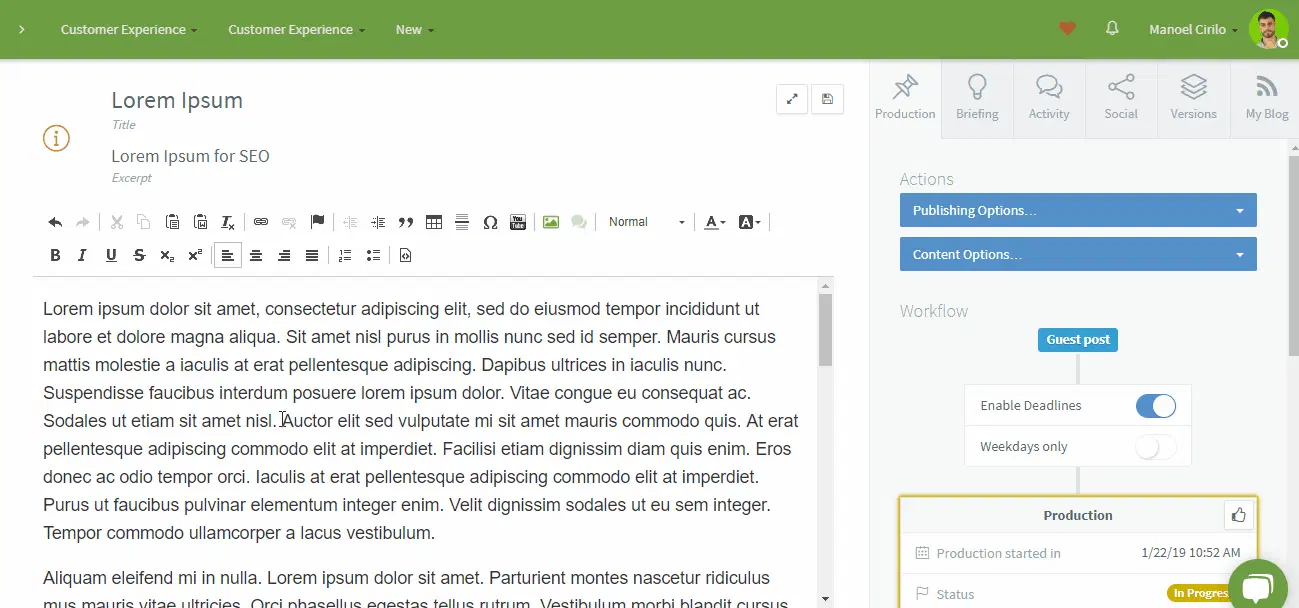 Customer Experience
Customer Experience
New
Manoel Cirilo
Lorem Ipsum
Title
Lorem Ipsum for SEO
Excerpt
Normal
Lorem ipsum dolor sit amet, consectetur adipiscing elit, sed do eiusmod tempor incididunt ut
labore et dolore magna aliqua. Sit amet nisl purus in mollis nunc sed id semper. Mauris cursus
mattis molestie a iaculis at erat pellentesque adipiscing. Dapibus ultrices in iaculis nunc.
Suspendisse faucibus interdum posuere lorem ipsum dolor. Vitae congue eu consequat ac.
Sodales ut etiam sit amet nisl. Auctor elit sed vulputate mi sit amet mauris commodo quis. At erat
pellentesque adipiscing commodo elit at imperdiet. Facilisi etiam dignissim diam quis enim. Eros
donec ac odio tempor orci. Iaculis at erat pellentesque adipiscing commodo elit at imperdiet.
Purus ut faucibus pulvinar elementum integer enim. Velit dignissim sodales ut eu sem integer.
Tempor commodo ullamcorper a lacus vestibulum.
Aliquam eleifend mi in nulla. Lorem ipsum dolor sit amet. Parturient montes nascetur ridiculus
mus mauris vitae ultricies. Orci phasellus egestas tellus rutrum. Vestibulum morbi blandit cursus
Production
Briefing
Activity
Social
Versions
My Blog
Actions
Publishing Options...
Content Options...
Workflow
Guest post
Enable Deadlines
Weekdays only
Production
Production started in 1/22/19 10:52 AM
Status In Progres